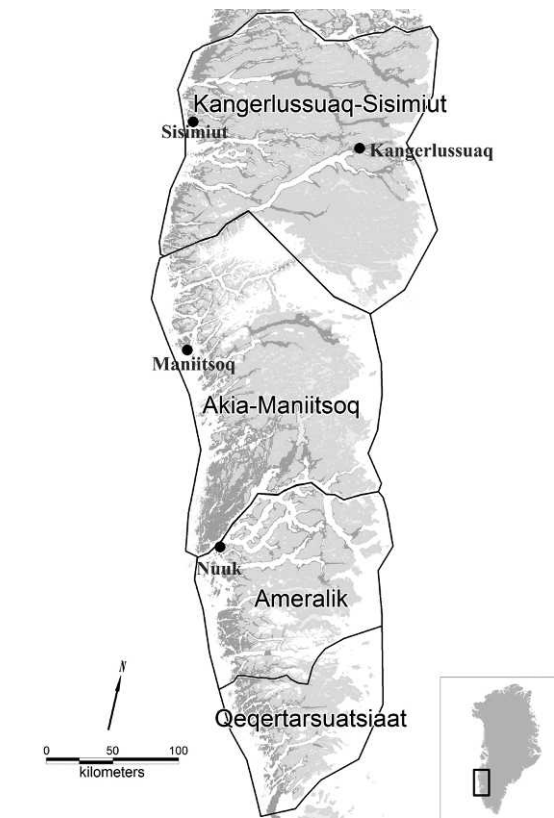 Kangerlussuaq-Sisimiut
Sisimiut
Kangerlussuaq
Maniitsoq
Akia-Maniitsoq
Nuuk
Ameralik
N
Qeqertarsuatsiaat
0 50 100
kilometers